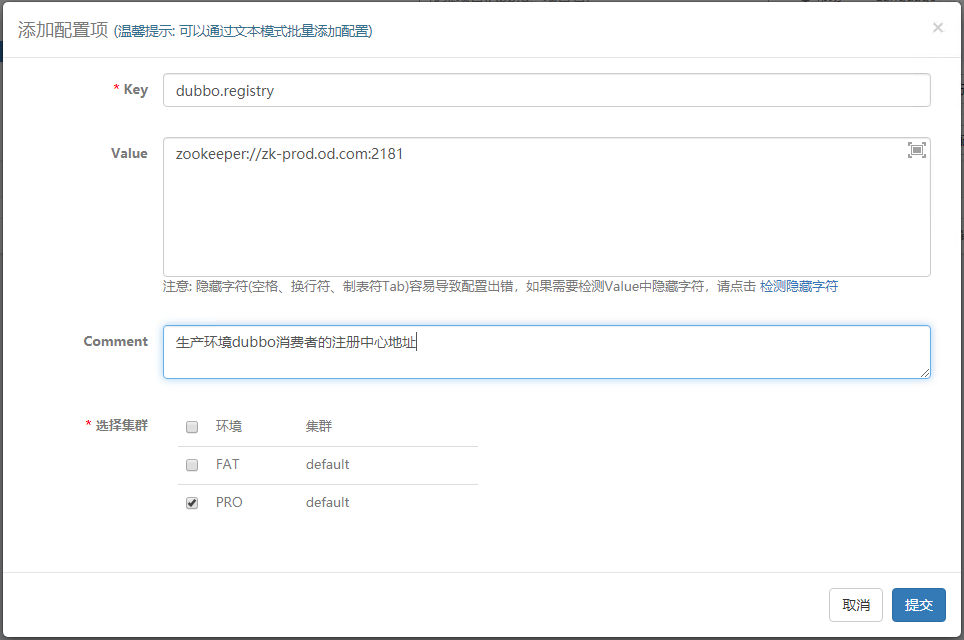 添加配置项 (温馨提示: 可以通过文本模式批量添加配置)
×
* Key
dubbo.registry
Value
zookeeper://zk-prod.od.com:2181
注意: 隐藏字符(空格、换行符、制表符Tab)容易导致配置出错，如果需要检测Value中隐藏字符，请点击 检测隐藏字符
Comment
生产环境dubbo消费者的注册中心地址
* 选择集群
环境 集群
FAT default
PRO default
取消 提交